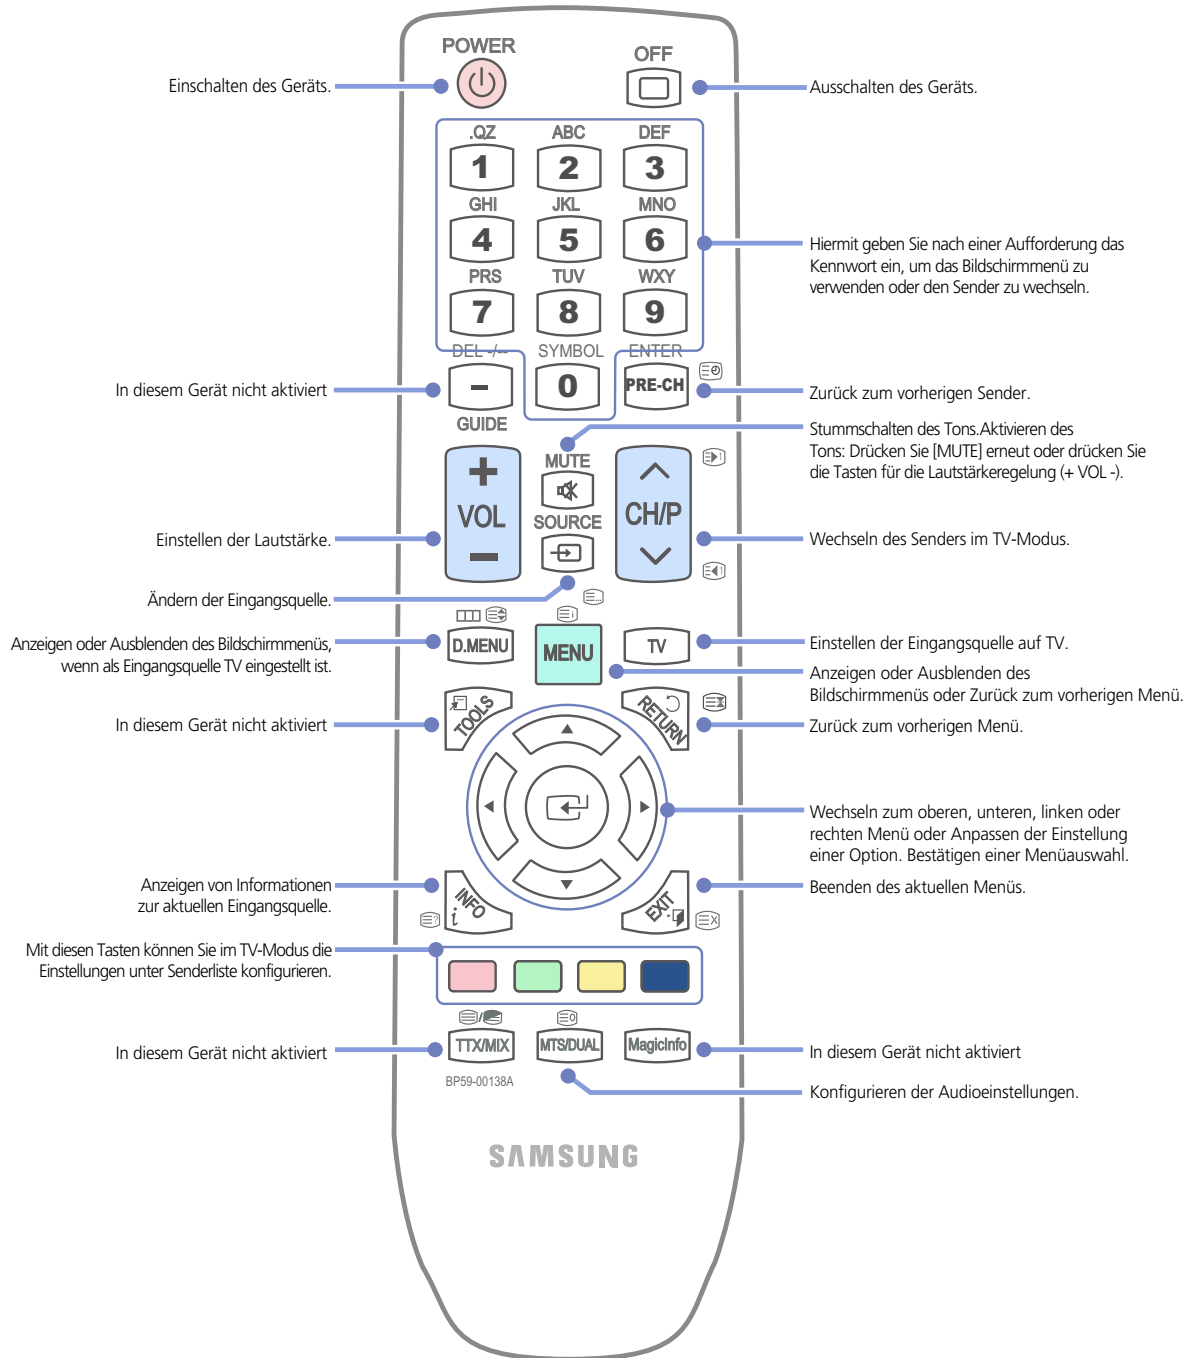 POWER
OFF
Einschalten des Geräts.
Ausschalten des Geräts.
.QZ ABC DEF
1 2 3
GHI JKL MNO
4 5 6
Hiermit geben Sie nach einer Aufforderung das
Kennwort ein, um das Bildschirmmenü zu
verwenden oder den Sender zu wechseln.
PRS TUV WXY
7 8 9
DEL -/-- SYMBOL ENTER
In diesem Gerät nicht aktiviert
– 0 PRE-CH
Zurück zum vorherigen Sender.
GUIDE
Stummschalten des Tons.Aktivieren des
Tons: Drücken Sie [MUTE] erneut oder drücken Sie
die Tasten für die Lautstärkeregelung (+ VOL -).
MUTE
+
VOL
–
SOURCE
CH/P
Einstellen der Lautstärke.
Wechseln des Senders im TV-Modus.
Ändern der Eingangsquelle.
Anzeigen oder Ausblenden des Bildschirmmenüs,
wenn als Eingangsquelle TV eingestellt ist.
D.MENU MENU TV
Einstellen der Eingangsquelle auf TV.
Anzeigen oder Ausblenden des
Bildschirmmenüs oder Zurück zum vorherigen Menü.
In diesem Gerät nicht aktiviert
TOOLS
RETURN
Zurück zum vorherigen Menü.
Wechseln zum oberen, unteren, linken oder
rechten Menü oder Anpassen der Einstellung
einer Option. Bestätigen einer Menüauswahl.
Anzeigen von Informationen
zur aktuellen Eingangsquelle.
INFO
i
EXIT
Beenden des aktuellen Menüs.
Mit diesen Tasten können Sie im TV-Modus die
Einstellungen unter Senderliste konfigurieren.
In diesem Gerät nicht aktiviert
TTX/MIX MTS/DUAL MagicInfo
In diesem Gerät nicht aktiviert
BP59-00138A
Konfigurieren der Audioeinstellungen.
SAMSUNG